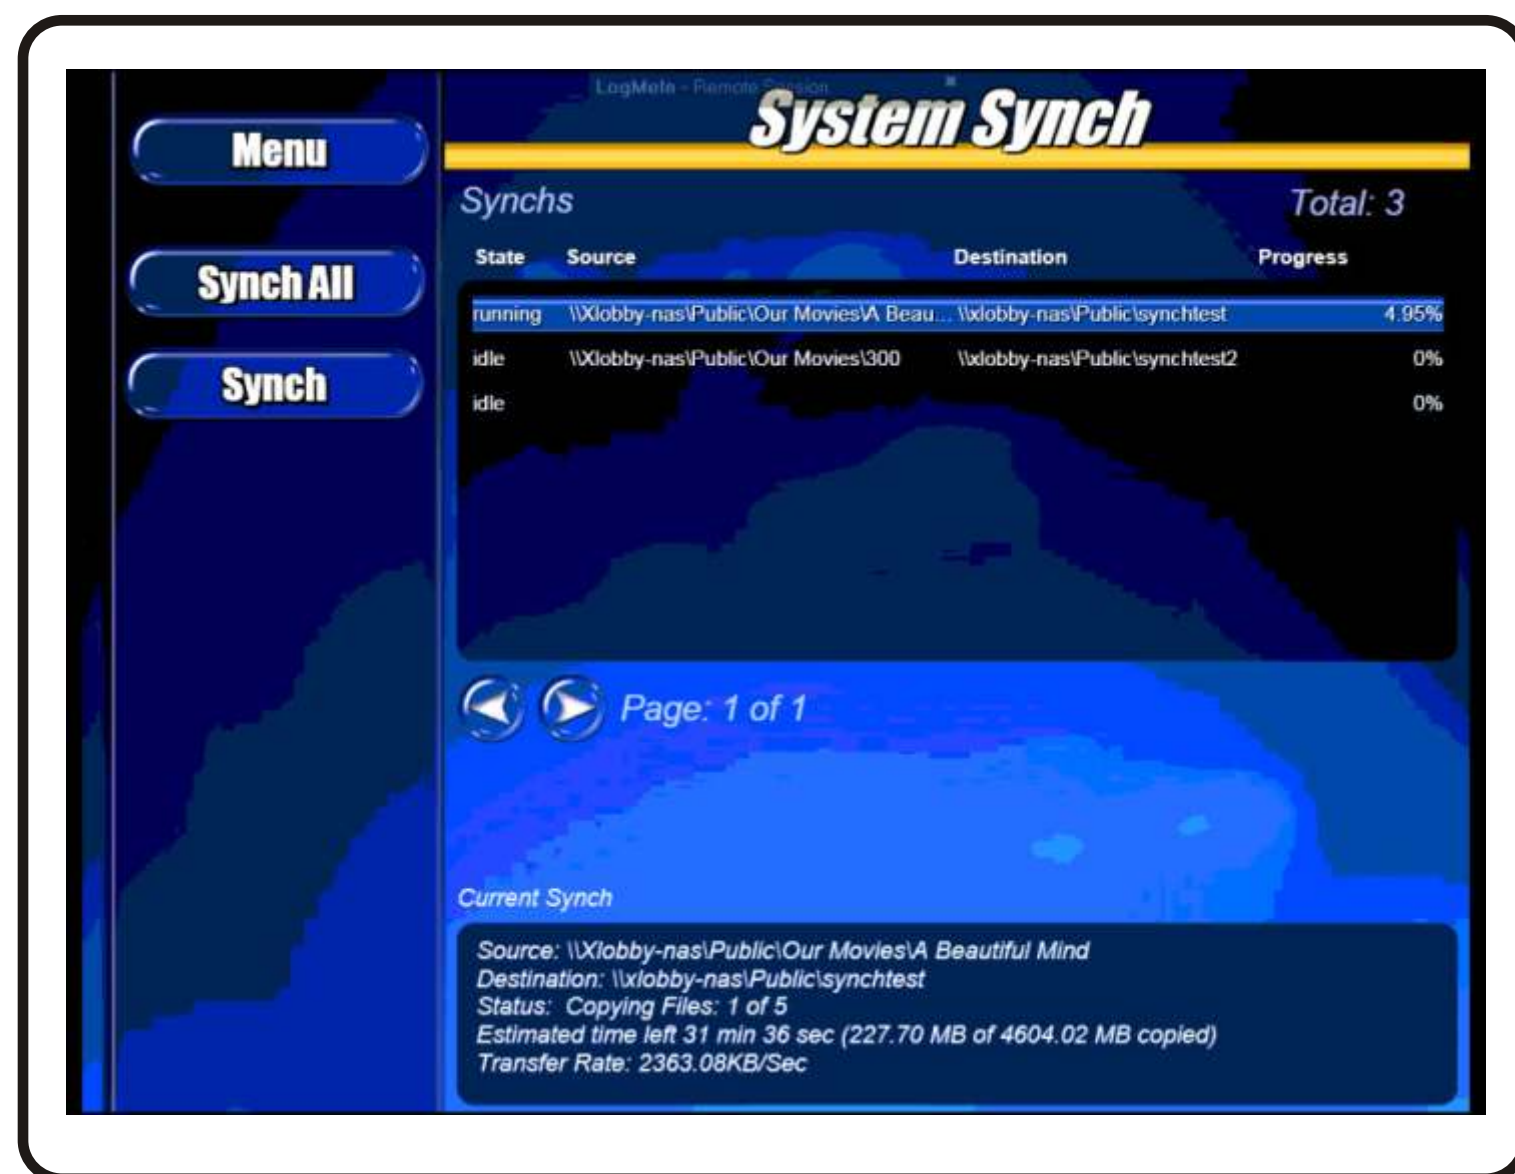 LogMeIn - Remote Session
System Synch
Menu
Synch All
Synch
Synchs Total: 3
State Source Destination Progress
running \\Xlobby-nas\Public\Our Movies\A Beau... \\xlobby-nas\Public\synchtest 4.95%
idle \\Xlobby-nas\Public\Our Movies\300 \\xlobby-nas\Public\synchtest2 0%
idle 0%
Page: 1 of 1
Current Synch
Source: \\Xlobby-nas\Public\Our Movies\A Beautiful Mind
Destination: \\xlobby-nas\Public\synchtest
Status: Copying Files: 1 of 5
Estimated time left 31 min 36 sec (227.70 MB of 4604.02 MB copied)
Transfer Rate: 2363.08KB/Sec